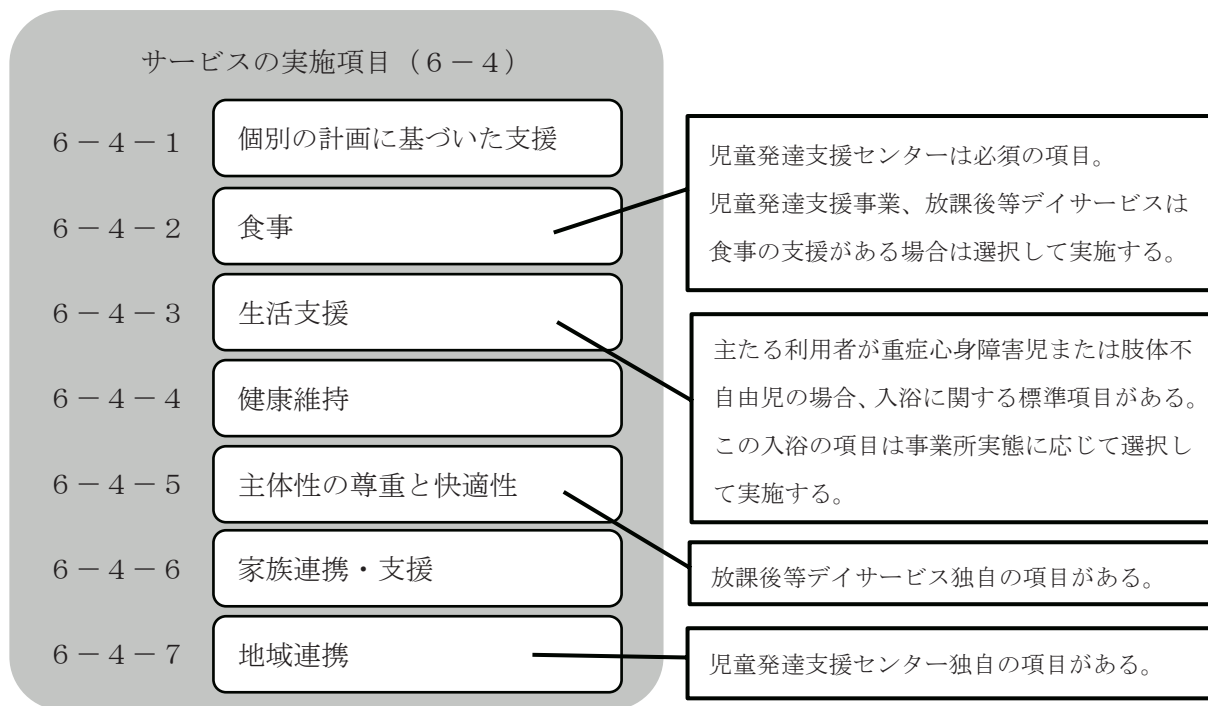 サービスの実施項目（６－４）
６－４－１
個別の計画に基づいた支援
６－４－２
食事
６－４－３
生活支援
６－４－４
健康維持
６－４－５
主体性の尊重と快適性
６－４－６
家族連携・支援
６－４－７
地域連携
児童発達支援センターは必須の項目。
児童発達支援事業、放課後等デイサービスは
食事の支援がある場合は選択して実施する。
主たる利用者が重症心身障害児または肢体不
自由児の場合、入浴に関する標準項目がある。
この入浴の項目は事業所実態に応じて選択し
て実施する。
放課後等デイサービス独自の項目がある。
児童発達支援センター独自の項目がある。